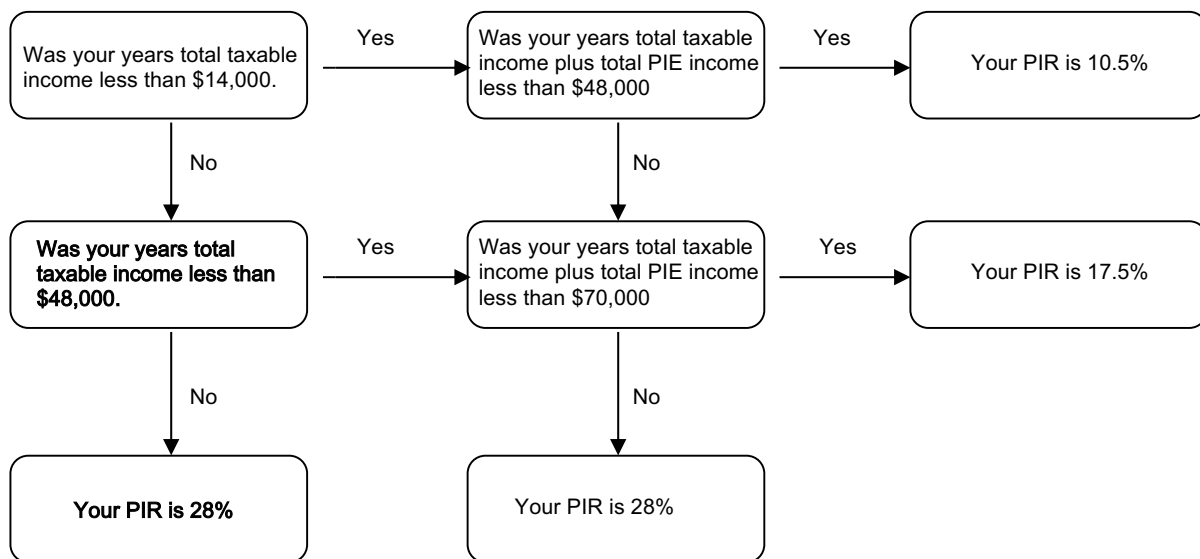 Was your years total taxable
income less than $14,000.
Yes
Was your years total taxable
income plus total PIE income
less than $48,000
Yes
Your PIR is 10.5%
No
No
Was your years total
taxable income less than
$48,000.
Yes
Was your years total taxable
income plus total PIE income
less than $70,000
Yes
Your PIR is 17.5%
No
No
Your PIR is 28%
Your PIR is 28%